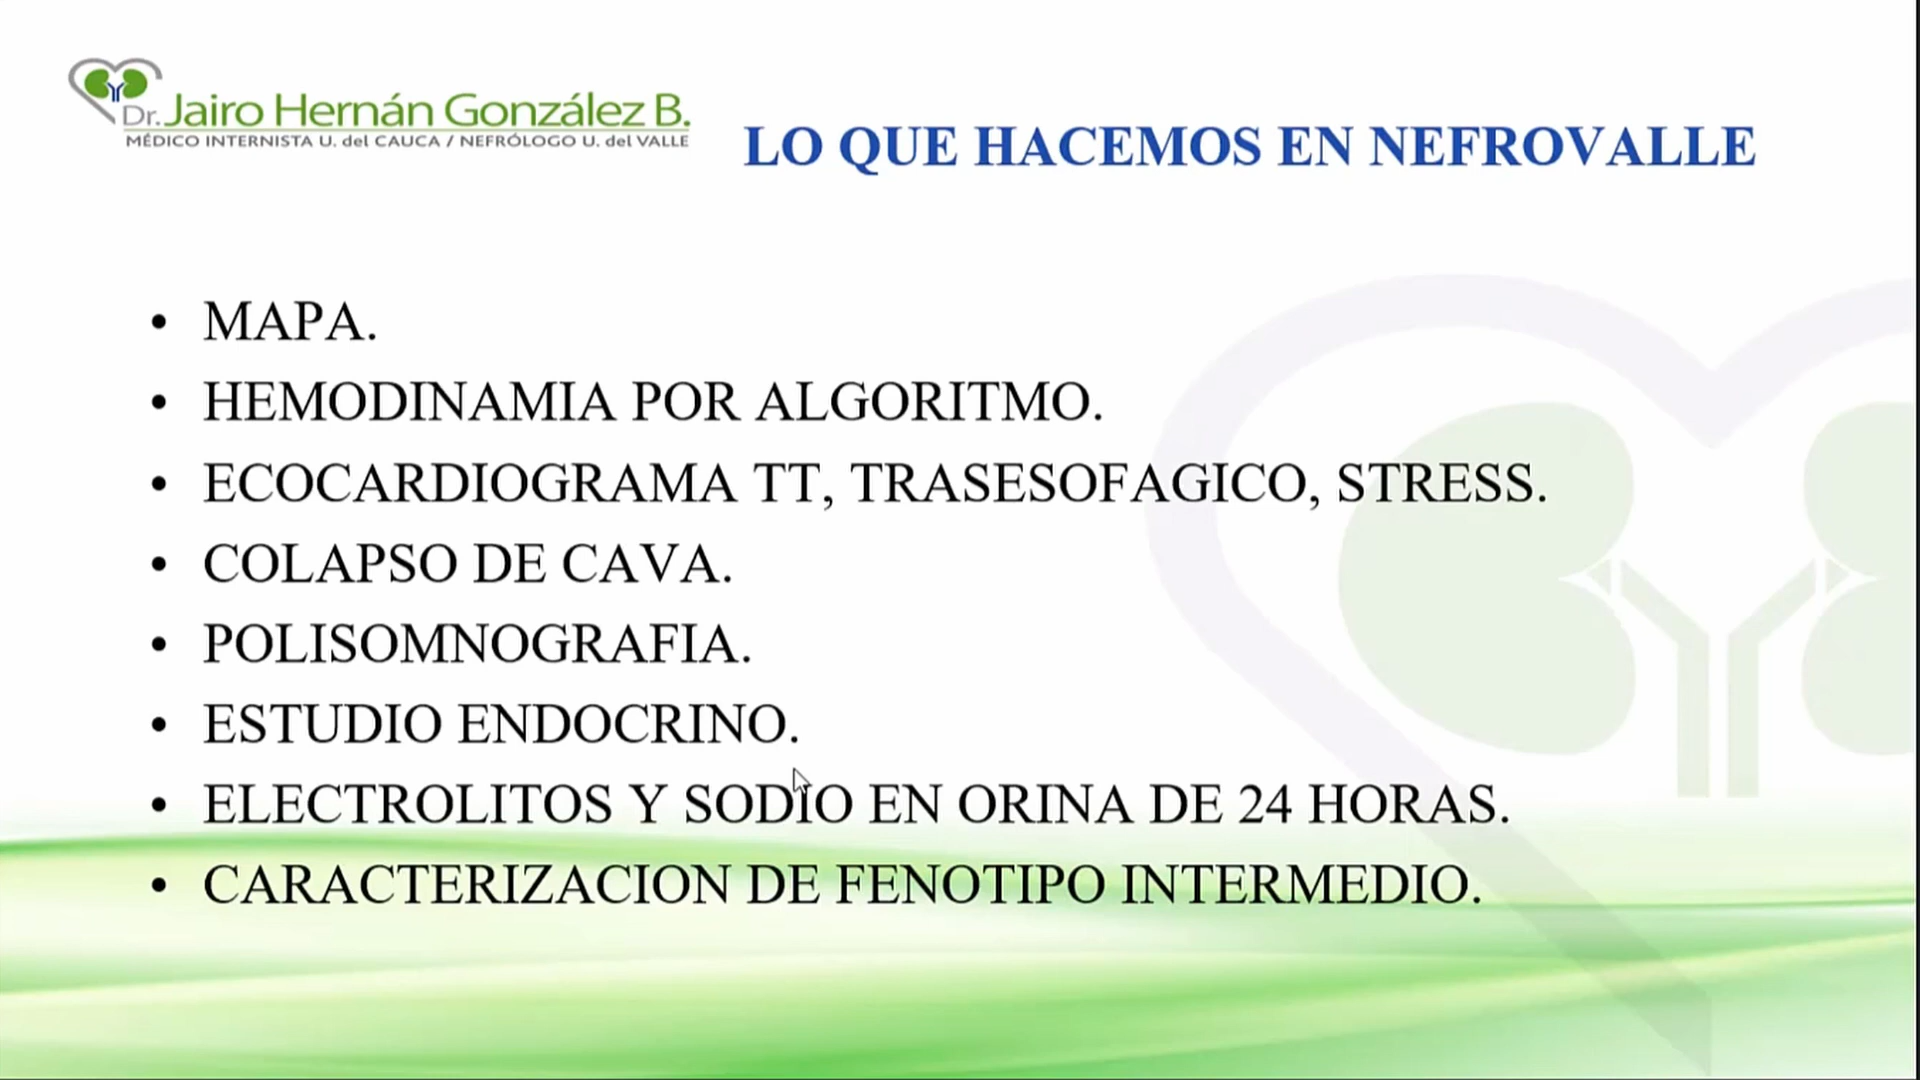 Dr. Jairo Hernán González B.
MÉDICO INTERNISTA U. del CAUCA / NEFRÓLOGO U. del VALLE
LO QUE HACEMOS EN NEFROVALLE
• MAPA.
• HEMODINAMIA POR ALGORITMO.
• ECOCARDIOGRAMA TT, TRASESOFAGICO, STRESS.
• COLAPSO DE CAVA.
• POLISOMNOGRAFIA.
• ESTUDIO ENDOCRINO.
• ELECTROLITOS Y SODIO EN ORINA DE 24 HORAS.
• CARACTERIZACION DE FENOTIPO INTERMEDIO.